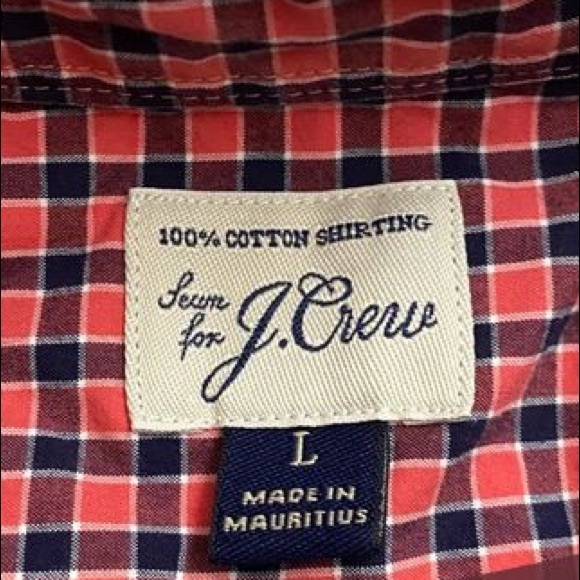 100% COTTON SHIRTING
Sewn
for J.Crew
L
MADE IN
MAURITIUS